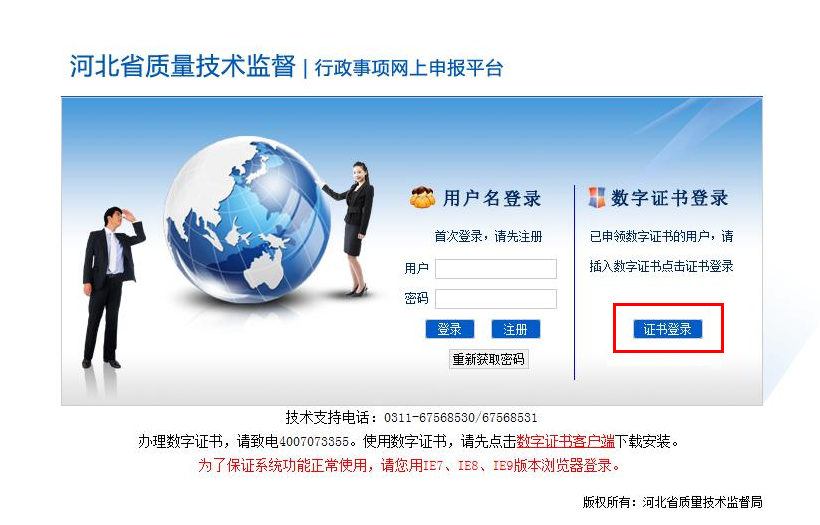 河北省质量技术监督 | 行政事项网上申报平台
用户名登录
首次登录，请先注册
用户
密码
登录 注册
重新获取密码
数字证书登录
已申领数字证书的用户，请
插入数字证书点击证书登录
证书登录
技术支持电话：0311-67568530/67568531
办理数字证书，请致电4007073355。使用数字证书，请先点击数字证书客户端下载安装。
为了保证系统功能正常使用，请您用IE7、IE8、IE9版本浏览器登录。
版权所有：河北省质量技术监督局